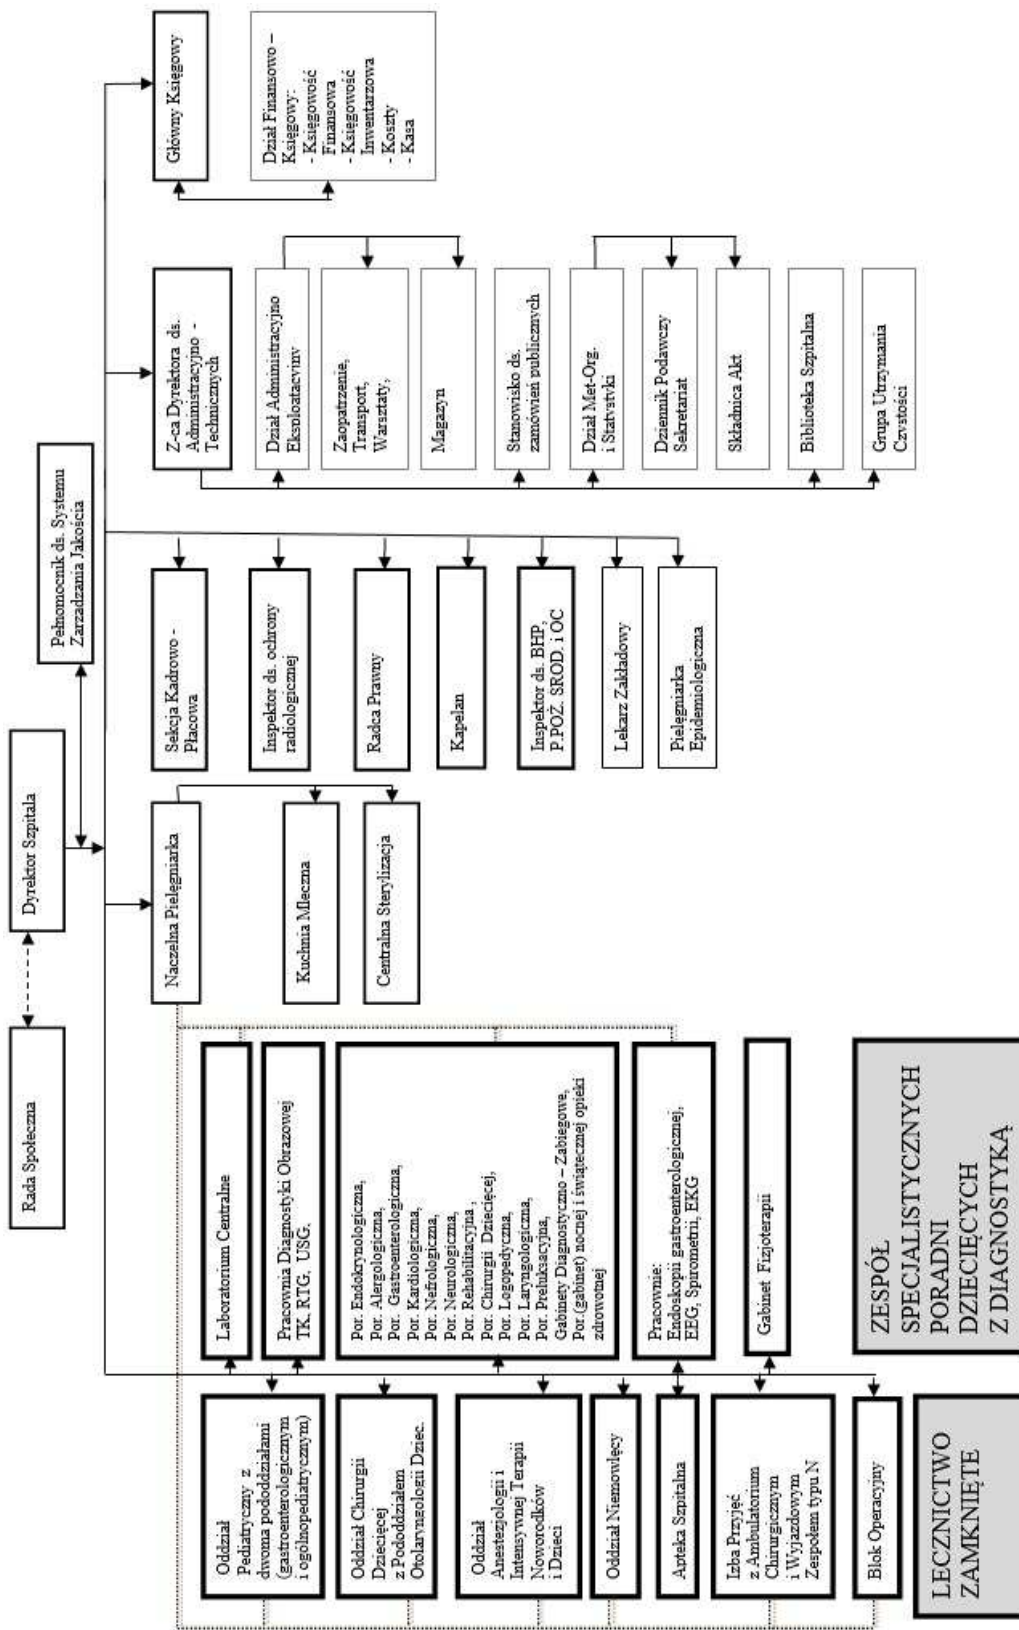 Rada Społeczna
Dyrektor Szpitala
Pełnomocnik ds. Systemu
Zarzadzania Jakościa
Naczelna Pielęgniarka
Kuchnia Mleczna
Centralna Sterylizacja
Sekcja Kadrowo -
Płacowa
Inspektor ds. ochrony
radiologicznej
Radca Prawny
Kapelan
Inspektor ds. BHP,
P.POŻ. ŚROD. i OC
Lekarz Zakładowy
Pielęgniarka
Epidemiologiczna
Z-ca Dyrektora ds.
Administracyjno -
Technicznych
Dział Administracyjno
Eksploatacyjny
Zaopatrzenie,
Transport,
Warsztaty,
Magazyn
Stanowisko ds.
zamówień publicznych
Dział Met-Org.
i Statystyki
Dziennik Podawczy
Sekretariat
Składnica Akt
Biblioteka Szpitalna
Grupa Utrzymania
Czystości
Główny Księgowy
Dział Finansowo –
Księgowy:
- Księgowość
Finansowa
- Księgowość
Inwentarzowa
- Koszty
- Kasa
Oddział
Pediatryczny z
dwoma pododdziałami
(gastroenterologicznym
i ogólnopediatrycznym)
Oddział Chirurgii
Dziecięcej
z Pododdziałem
Otolaryngologii Dziec.
Oddział
Anestezjologii i
Intensywnej Terapii
Noworodków
i Dzieci
Oddział Niemowlęcy
Apteka Szpitalna
Izba Przyjęć
z Ambulatorium
Chirurgicznym
i Wyjazdowym
Zespołem typu N
Blok Operacyjny
LECZNICTWO
ZAMKNIĘTE
Laboratorium Centralne
Pracownia Diagnostyki Obrazowej
TK, RTG, USG,
Por. Endokrynologiczna,
Por. Alergologiczna,
Por. Gastroenterologiczna,
Por. Kardiologiczna,
Por. Nefrologiczna,
Por. Neurologiczna,
Por. Rehabilitacyjna ,
Por. Chirurgii Dziecięcej,
Por. Logopedyczna,
Por. Laryngologiczna,
Por. Preluksacyjna,
Gabinety Diagnostyczno – Zabiegowe,
Por.(gabinet) nocnej i świątecznej opieki
zdrowotnej
Pracownie:
Endoskopii gastroenterologicznej,
EEG, Spirometrii, EKG
Gabinet Fizjoterapii
ZESPÓŁ
SPECJALISTYCZNYCH
PORADNI
DZIECIĘCYCH
Z DIAGNOSTYKĄ